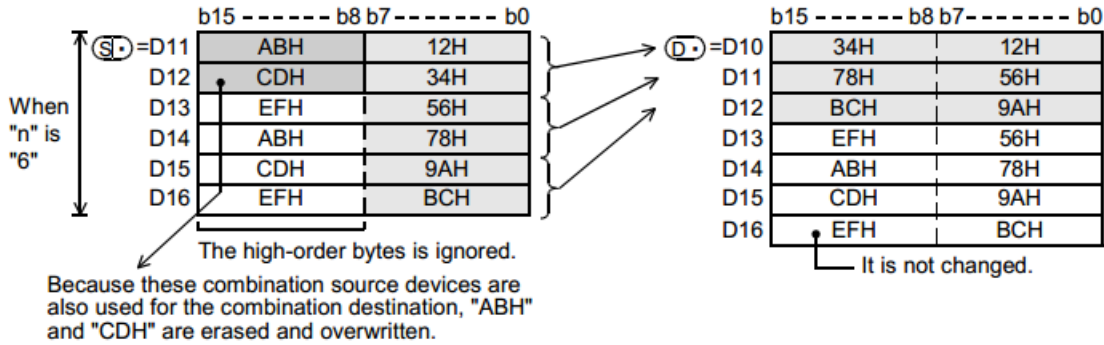 b15 ------- b8 b7--------- b0
b15 ------- b8 b7--------- b0
S· =D11 ABH 12H
D12 CDH 34H
D13 EFH 56H
D14 ABH 78H
D15 CDH 9AH
D16 EFH BCH
When
"n" is
"6"
D· =D10 34H 12H
D11 78H 56H
D12 BCH 9AH
D13 EFH 56H
D14 ABH 78H
D15 CDH 9AH
D16 EFH BCH
The high-order bytes is ignored.
It is not changed.
Because these combination source devices are
also used for the combination destination, "ABH"
and "CDH" are erased and overwritten.